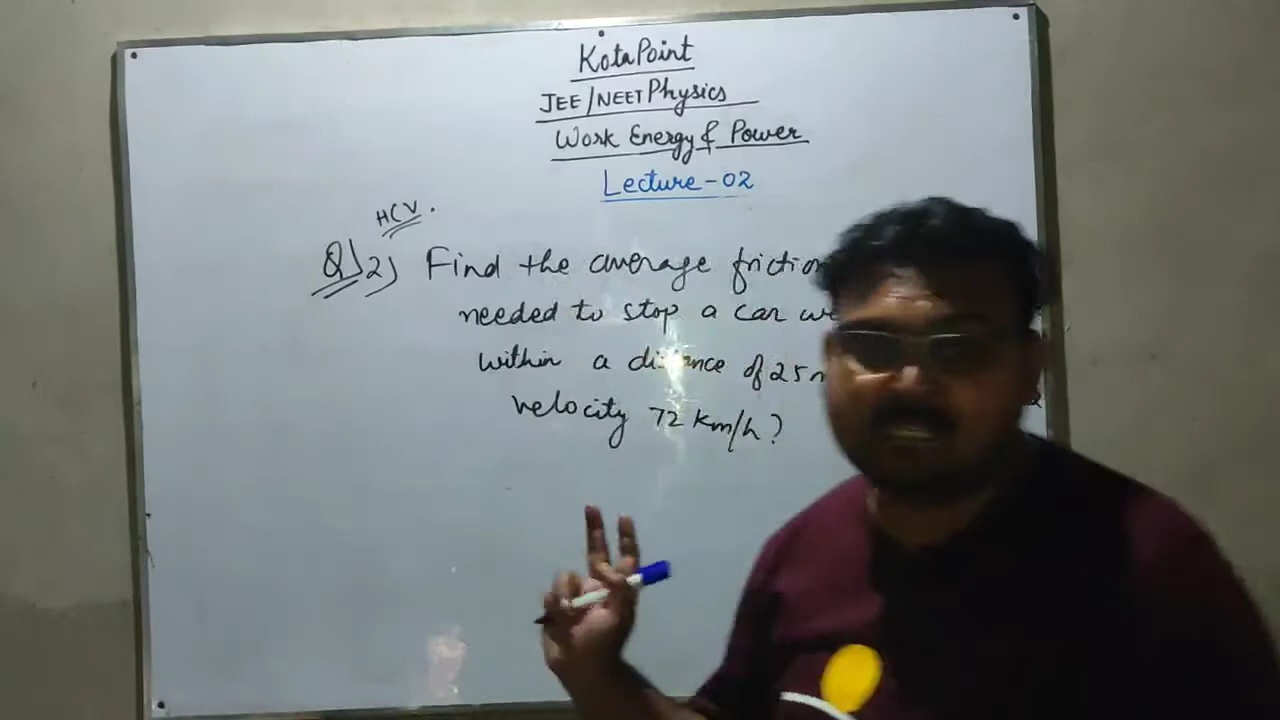 KotaPoint
JEE/NEET Physics
Work Energy & Power
Lecture-02
HCV.
Q) 2) Find the average friction
needed to stop a car
within a distance of 25
velocity 72 km/h?